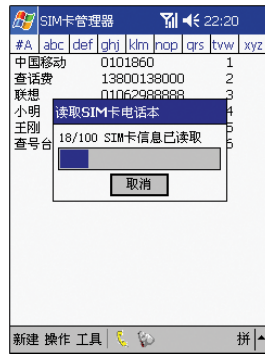 SIM卡管理器 22:20
#A abc def ghj klm nop qrs tvw xyz
中国移动 0101860 1
查话费 13800138000 2
联想 01062988888 3
小明 4
王刚 5
查号台 6
读取SIM卡电话本
18/100 SIM卡信息已读取
取消
新建 操作 工具 拼